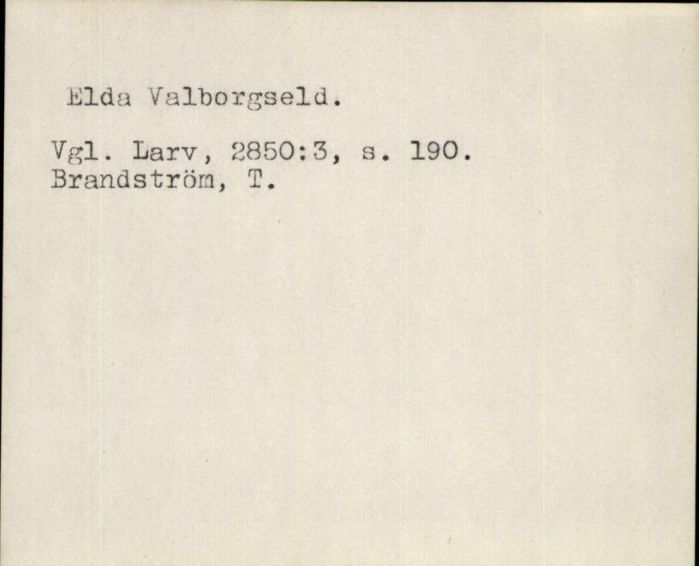 Elda Valborgseld.
Vgl. Larv, 2850:3, s. 190.
Brandström, T.